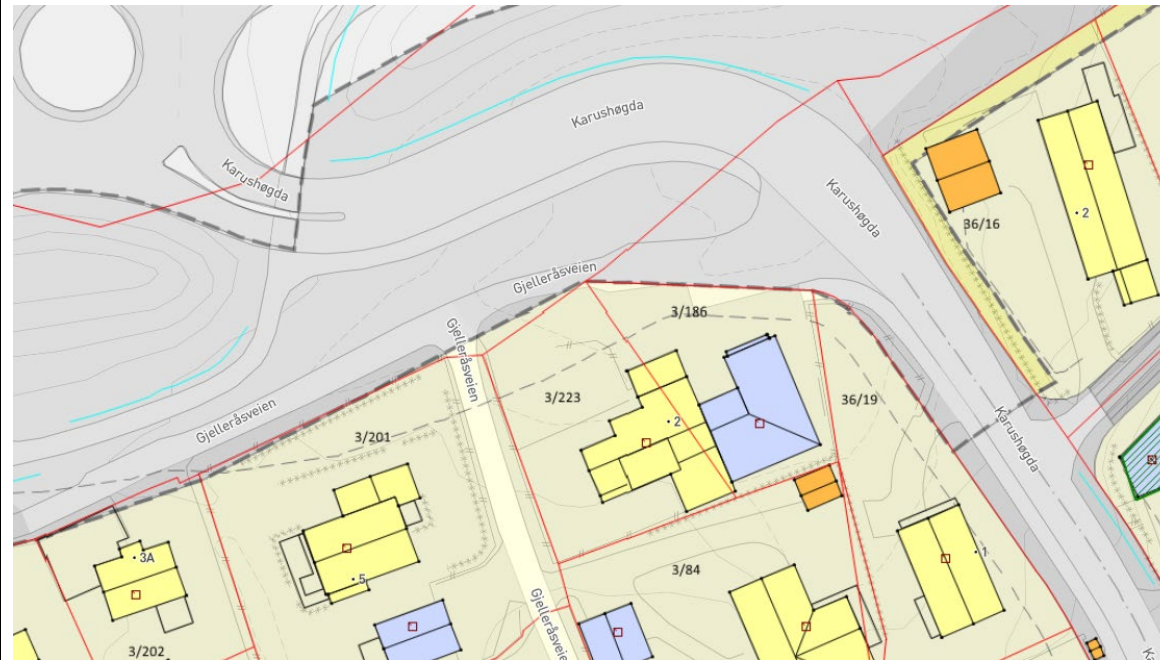 Karushøgda
Karushøgda
Karushøgda
2
36/16
Gjelleråsveien
3/186
Gjelleråsveien
3/223
36/19
Gjelleråsveien
2
3/201
Karushøgda
3A
5
1
3/84
Gjelleråsveien
3/202
Ka